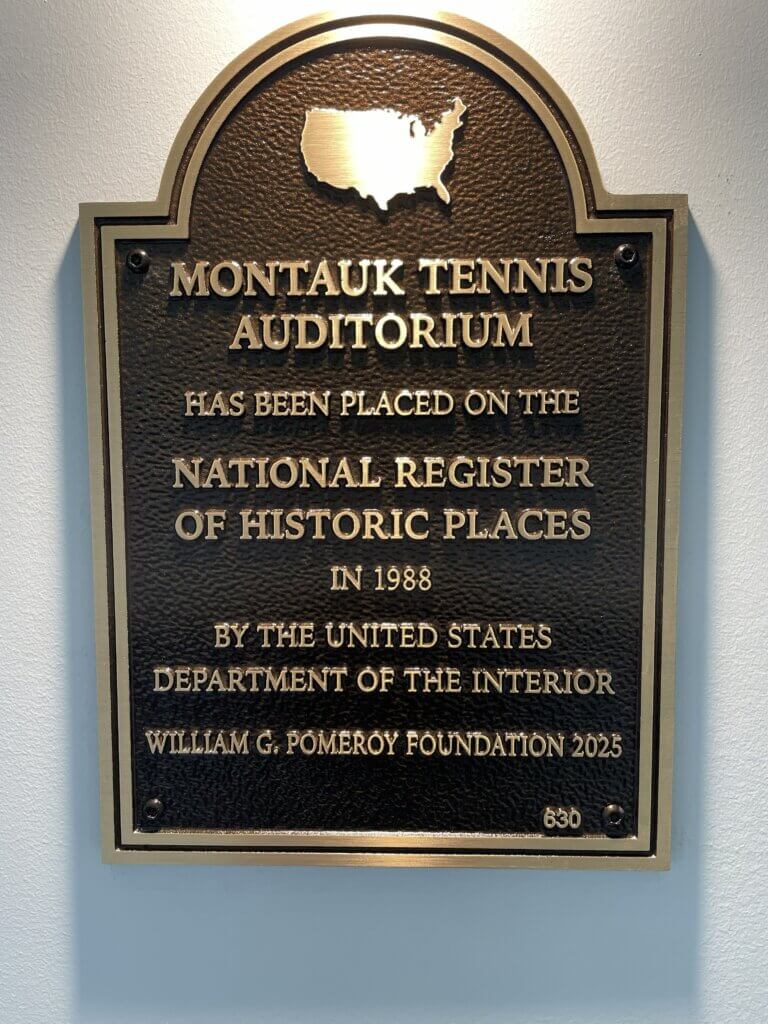 MONTAUK TENNIS
AUDITORIUM
HAS BEEN PLACED ON THE
NATIONAL REGISTER
OF HISTORIC PLACES
IN 1988
BY THE UNITED STATES
DEPARTMENT OF THE INTERIOR
WILLIAM G. POMEROY FOUNDATION 2025
630